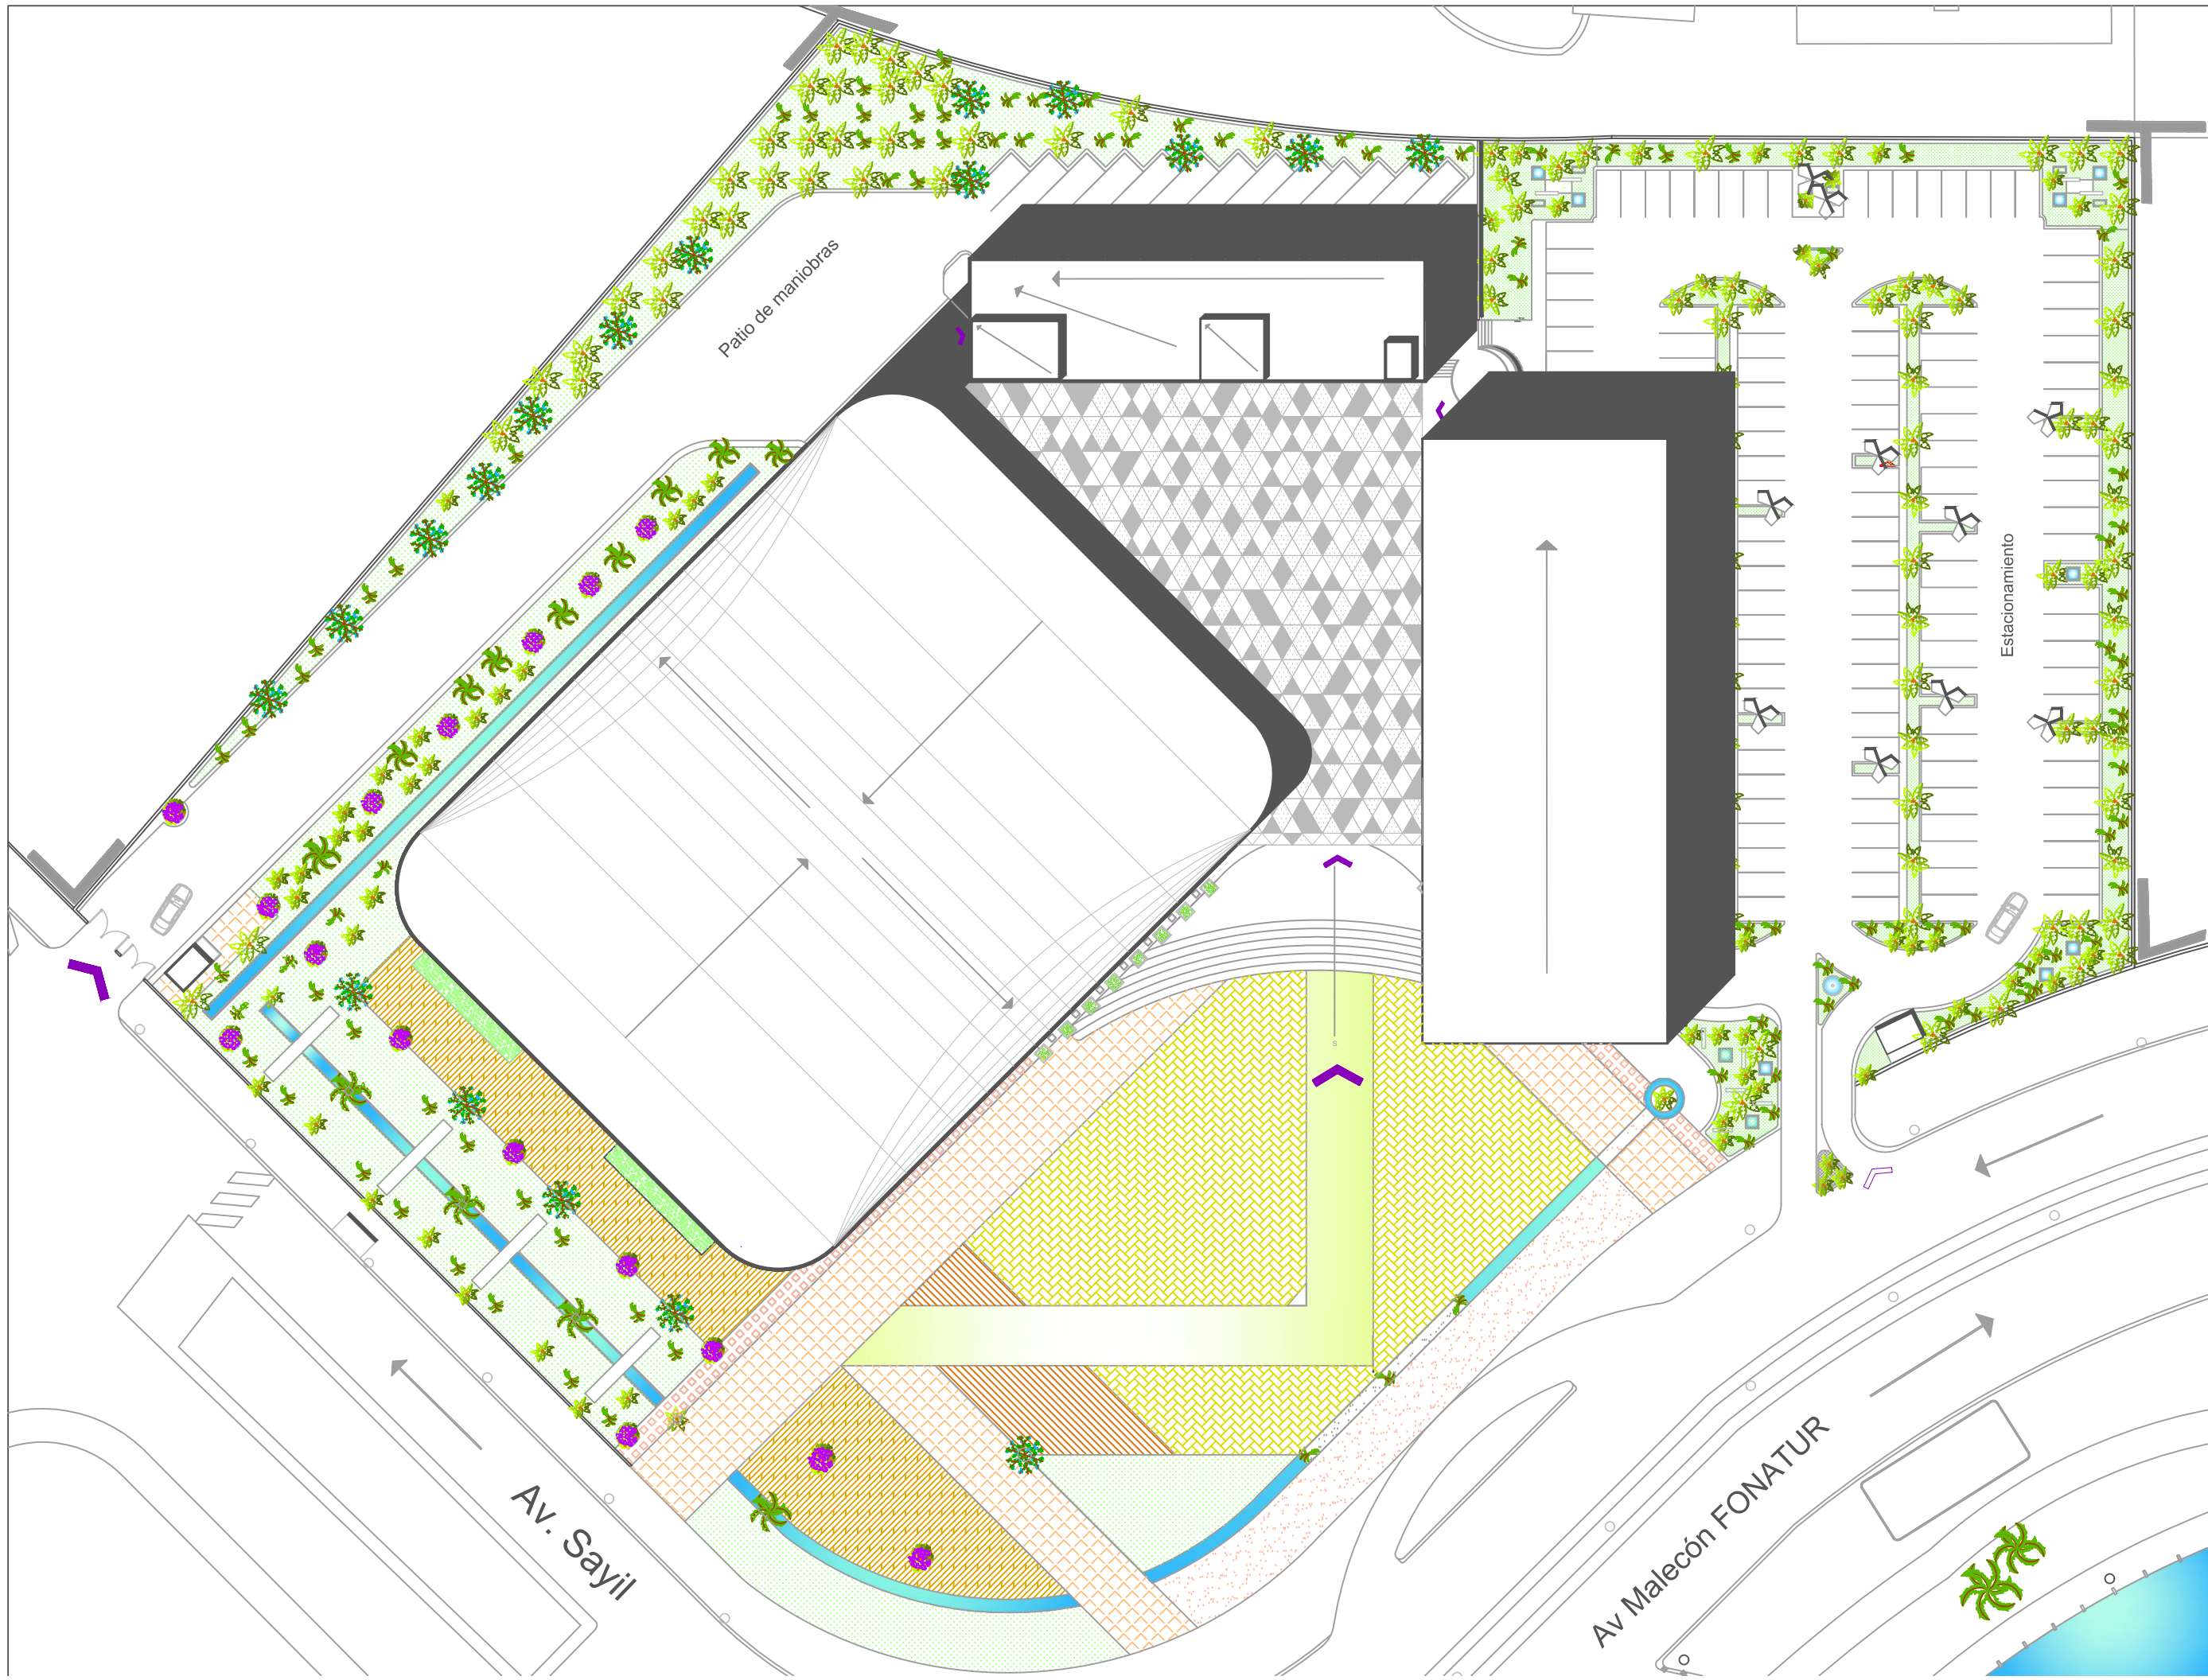 Patio de maniobras
Estacionamiento
S
Av. Sayil
Av Malecón FONATUR